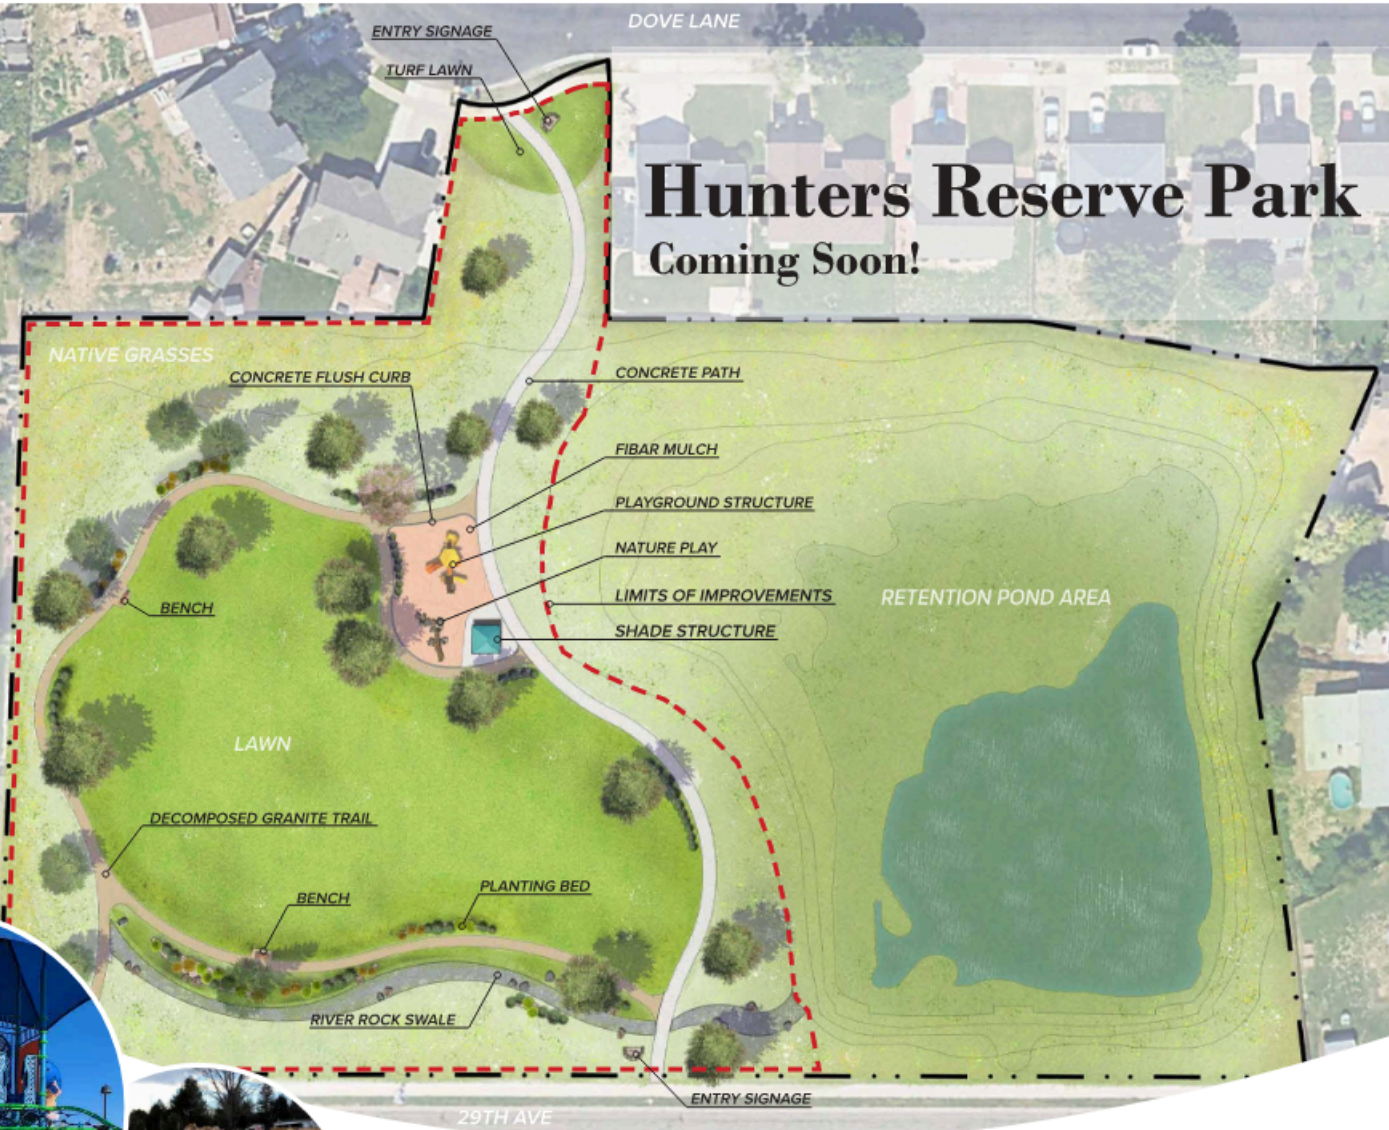 DOVE LANE
ENTRY SIGNAGE
TURF LAWN
Hunters Reserve Park
Coming Soon!
NATIVE GRASSES
CONCRETE FLUSH CURB
CONCRETE PATH
FIBAR MULCH
PLAYGROUND STRUCTURE
NATURE PLAY
LIMITS OF IMPROVEMENTS
RETENTION POND AREA
BENCH
SHADE STRUCTURE
LAWN
DECOMPOSED GRANITE TRAIL
PLANTING BED
BENCH
RIVER ROCK SWALE
ENTRY SIGNAGE
29TH AVE